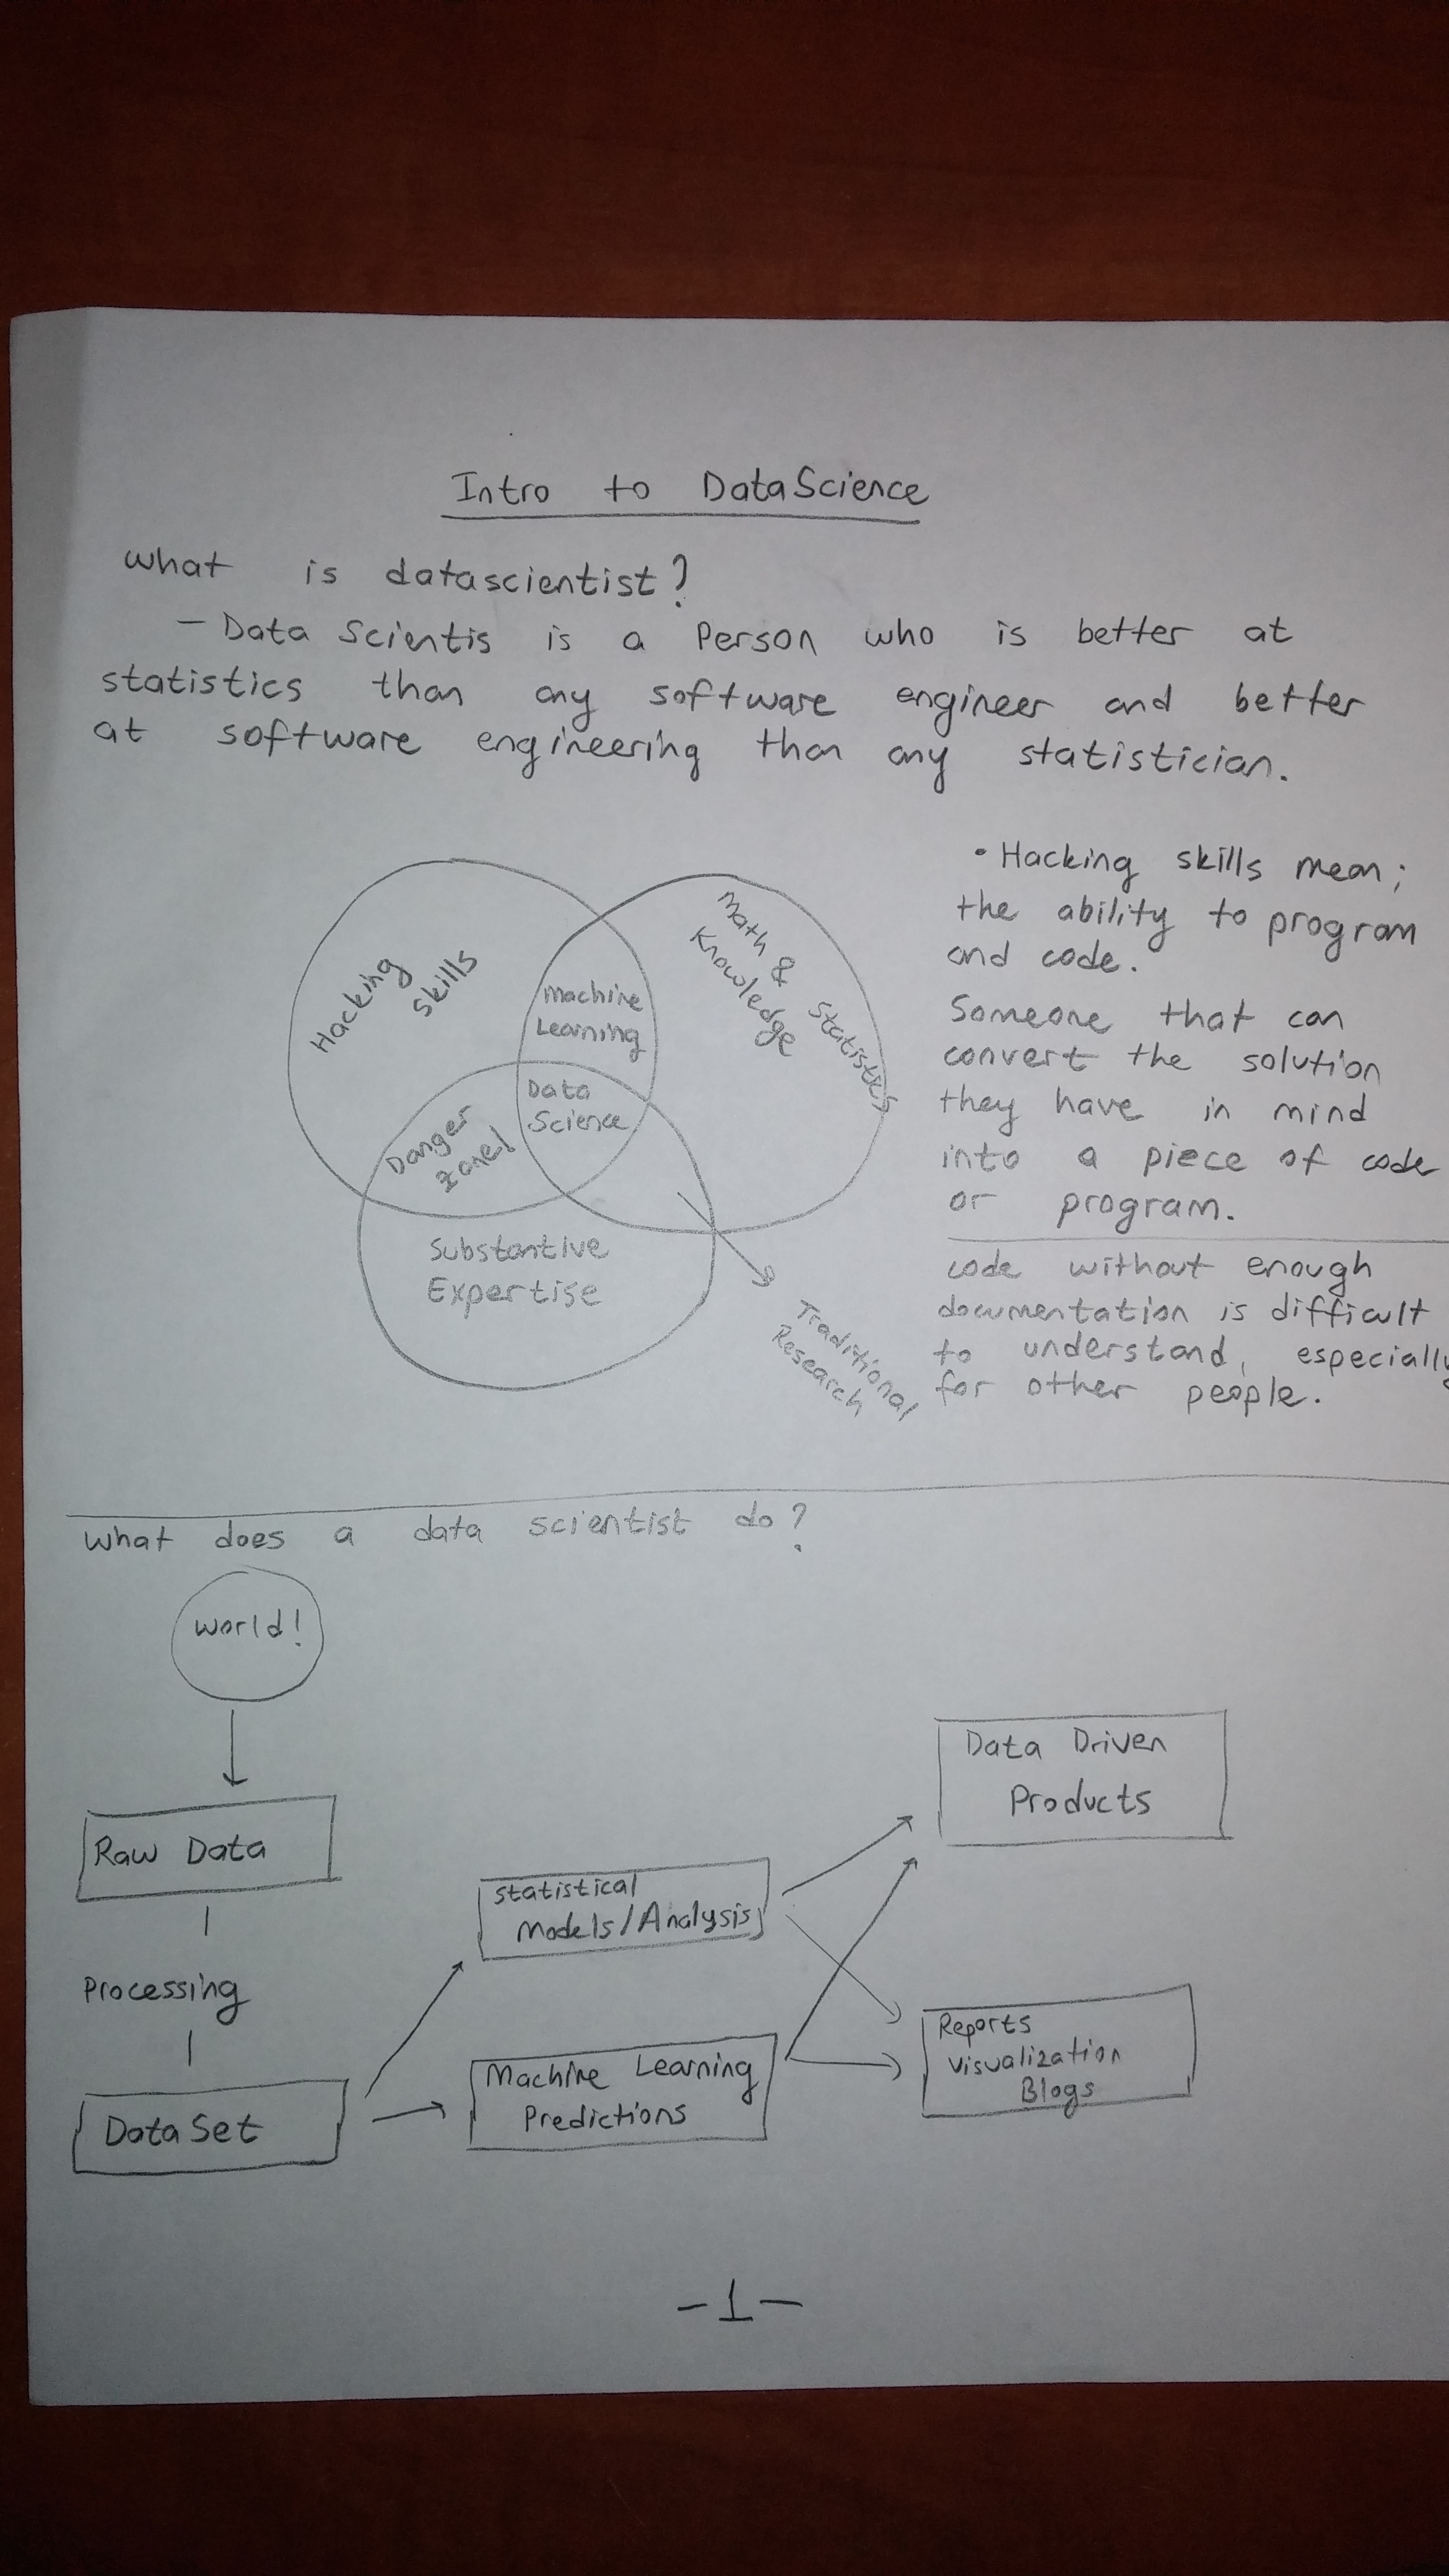 Intro to DataScience
What is datascientist?
- Data Scientis is a Person who is better at
statistics than any software engineer and better
at software engineering than any statistician.
Hacking
Skills
Math & Statistics
Knowledge
Machine
Learning
Data
Science
Danger
zone!
Substantive
Expertise
Traditional
Research
• Hacking skills mean;
the ability to program
and code.
Someone that can
convert the solution
they have in mind
into a piece of code
or program.
code without enough
documentation is difficult
to understand, especially
for other people.
What does a data scientist do?
World!
Raw Data
Processing
DataSet
Statistical
Models/Analysis
Machine Learning
Predictions
Data Driven
Products
Reports
Visualization
Blogs
-1-